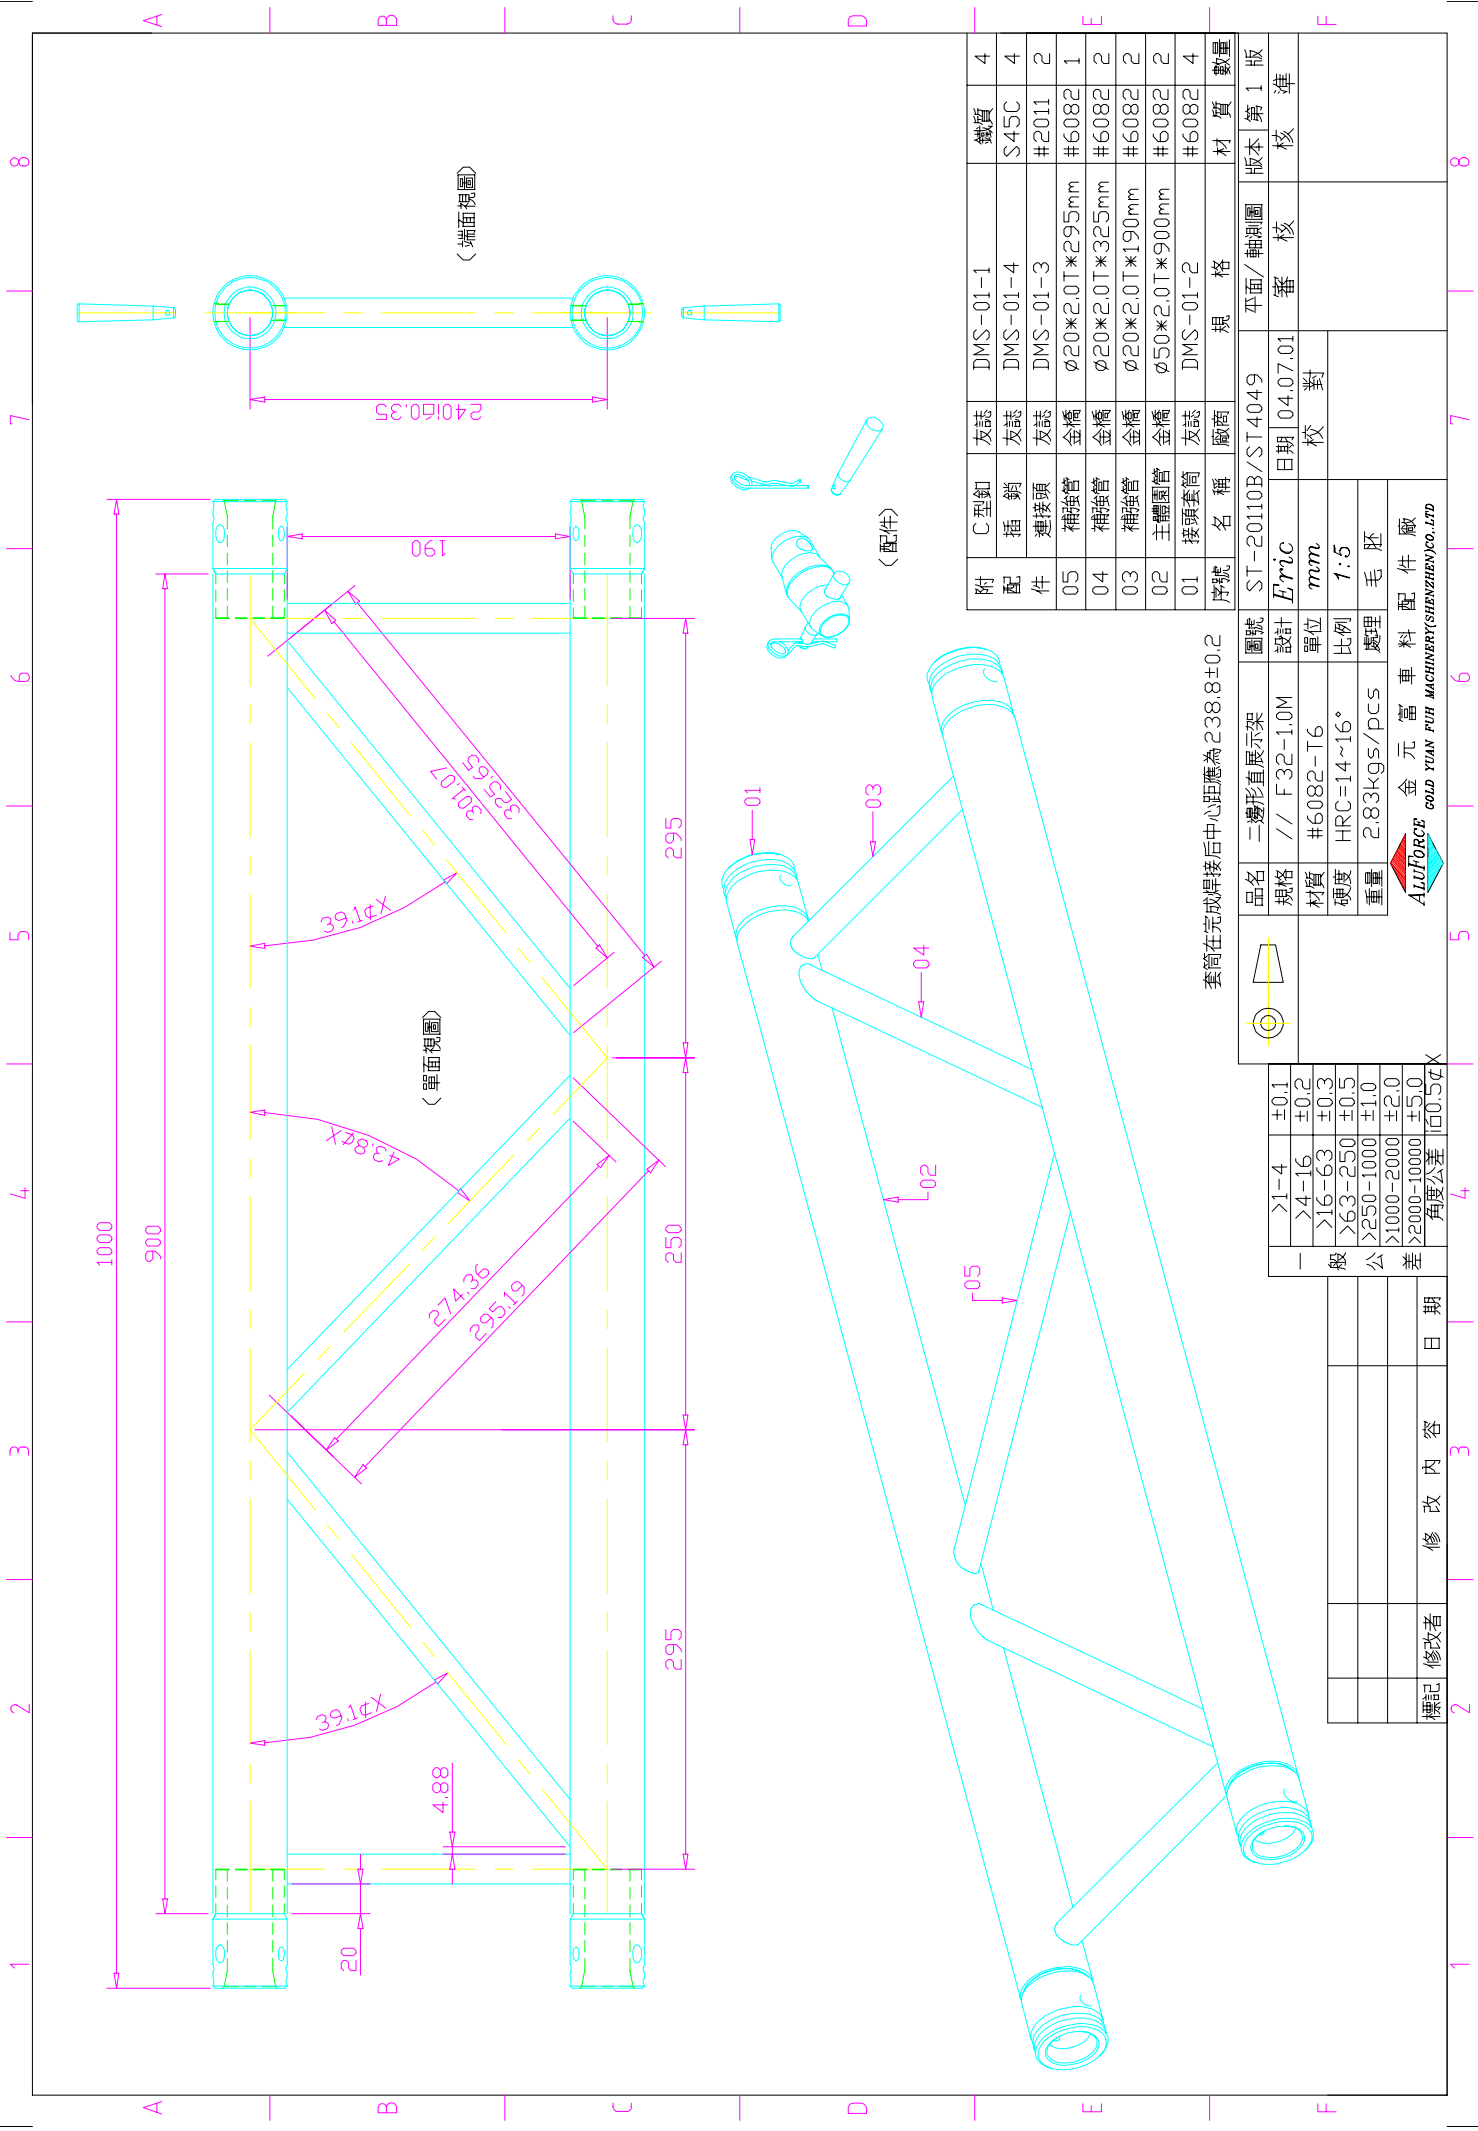 1 2 3 4 5 6 7 8
A
B
C
D
E
F
1000
900
20
4.88
39.1¢X
43.8¢X
39.1¢X
274.36
295.19
301.07
325.65
190
295
250
295
240¡Ó0.35
(單面視圖)
(端面視圖)
(配件)
01
02
03
04
05
套筒在完成焊接后中心距應為238.8±0.2
附 C型釦 友誌 DMS-01-1 鐵質 4
配 插 銷 友誌 DMS-01-4 S45C 4
件 連接頭 友誌 DMS-01-3 #2011 2
05 補強管 金橋 Ø20*2.0T*295mm #6082 1
04 補強管 金橋 Ø20*2.0T*325mm #6082 2
03 補強管 金橋 Ø20*2.0T*190mm #6082 2
02 主體圓管 金橋 Ø50*2.0T*900mm #6082 2
01 接頭套筒 友誌 DMS-01-2 #6082 4
序號 名 稱 廠商 規 格 材 質 數量
品名 二邊形直展示架 圖號 ST-20110B/ST4049 平面/軸測圖 版本 第 1 版
規格 // F32-1.0M 設計 Eric 日期 04.07.01 審 核 核 準
材質 #6082-T6 單位 mm 校 對
硬度 HRC=14~16° 比例 1:5
重量 2.83kgs/pcs 處理 毛 胚
ALUFORCE 金 元 富 車 料 配 件 廠
GOLD YUAN FUH MACHINERY(SHENZHEN)CO.,LTD
一 般 公 差
>1-4 ±0.1
>4-16 ±0.2
>16-63 ±0.3
>63-250 ±0.5
>250-1000 ±1.0
>1000-2000 ±2.0
>2000-10000 ±5.0
角度公差 ¡Ó0.5¢X
標記 修改者 修 改 內 容 日 期
1 2 3 4 5 6 7 8
A
B
C
D
E
F